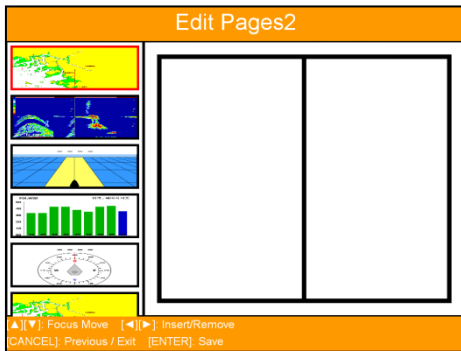 Edit Pages2
[▲][▼]: Focus Move [◄][►]: Insert/Remove
[CANCEL]: Previous / Exit [ENTER]: Save